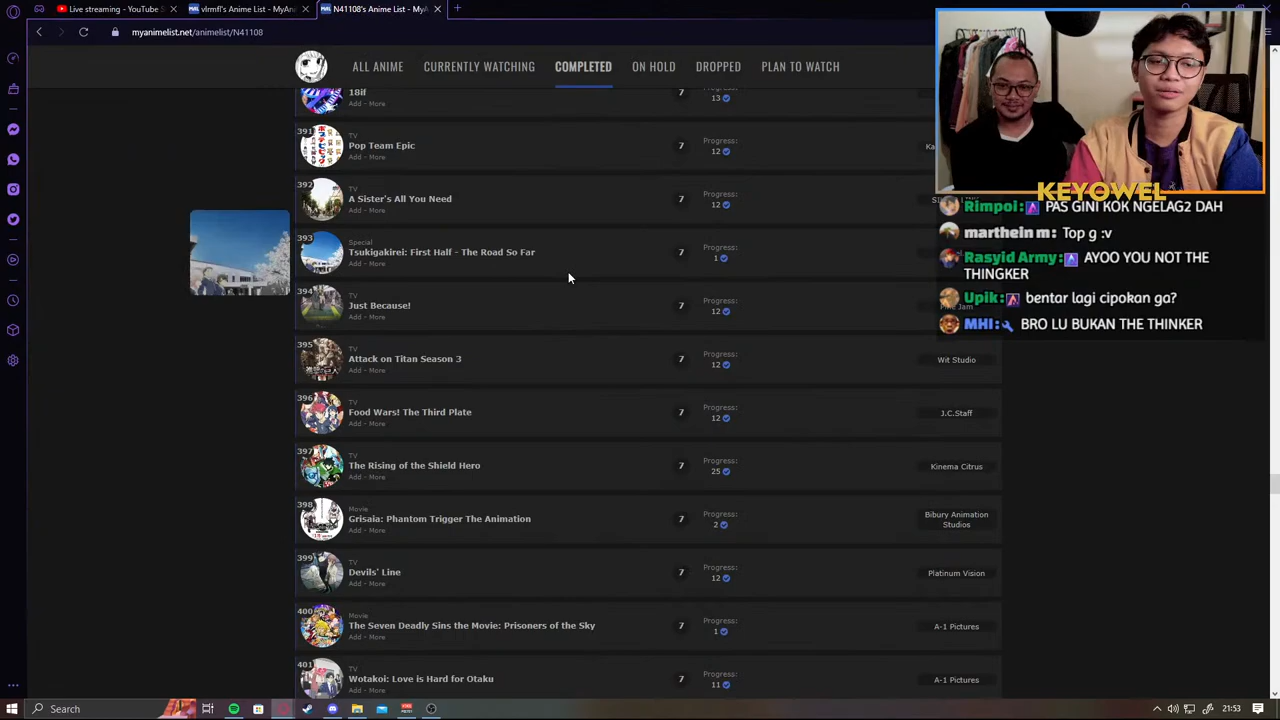 Live streaming - YouTube S
vlrmfl's Anime List - MyAni
N41108's Anime List - MyA
myanimelist.net/animelist/N41108
ALL ANIME
CURRENTLY WATCHING
COMPLETED
ON HOLD
DROPPED
PLAN TO WATCH
18if
Add - More
7
13
391
TV
Pop Team Epic
Add - More
7
Progress:
12
392
TV
A Sister's All You Need
Add - More
7
Progress:
12
393
Special
Tsukigakirei: First Half - The Road So Far
Add - More
7
Progress:
1
394
TV
Just Because!
Add - More
7
Progress:
12
395
TV
Attack on Titan Season 3
Add - More
7
Progress:
12
Wit Studio
396
TV
Food Wars! The Third Plate
Add - More
7
Progress:
12
J.C.Staff
397
TV
The Rising of the Shield Hero
Add - More
7
Progress:
25
Kinema Citrus
398
Movie
Grisaia: Phantom Trigger The Animation
Add - More
7
Progress:
2
Bibury Animation
Studios
399
TV
Devils' Line
Add - More
7
Progress:
12
Platinum Vision
400
Movie
The Seven Deadly Sins the Movie: Prisoners of the Sky
Add - More
7
Progress:
1
A-1 Pictures
401
TV
Wotakoi: Love is Hard for Otaku
Add - More
7
Progress:
11
A-1 Pictures
KEYOWEL
Rimpol: PAS GINI KOK NGELAG2 DAH
marthein m: Top g :v
Rasyid Army: AYOO YOU NOT THE
THINGKER
Upik: bentar lagi cipokan ga?
MHI: BRO LU BUKAN THE THINKER
Search
21:53